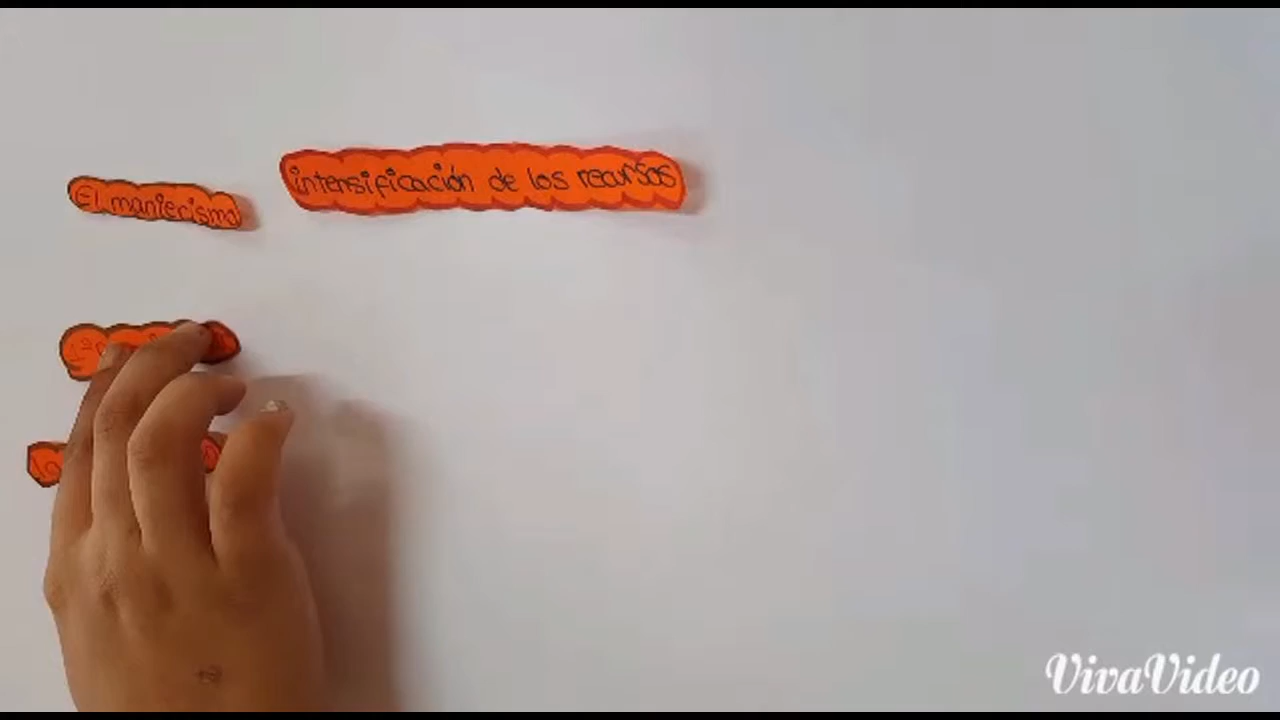 intensificación de los recursos
El manierismo
VivaVideo